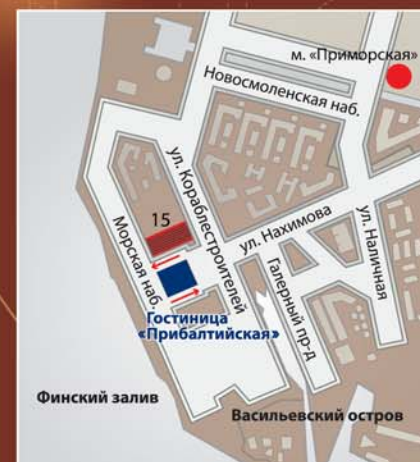 м. «Приморская»
Новосмоленская наб.
ул. Кораблестроителей
15
ул. Нахимова
ул. Наличная
Морская наб.
Галерный пр-д
Гостиница
«Прибалтийская»
Финский залив
Васильевский остров